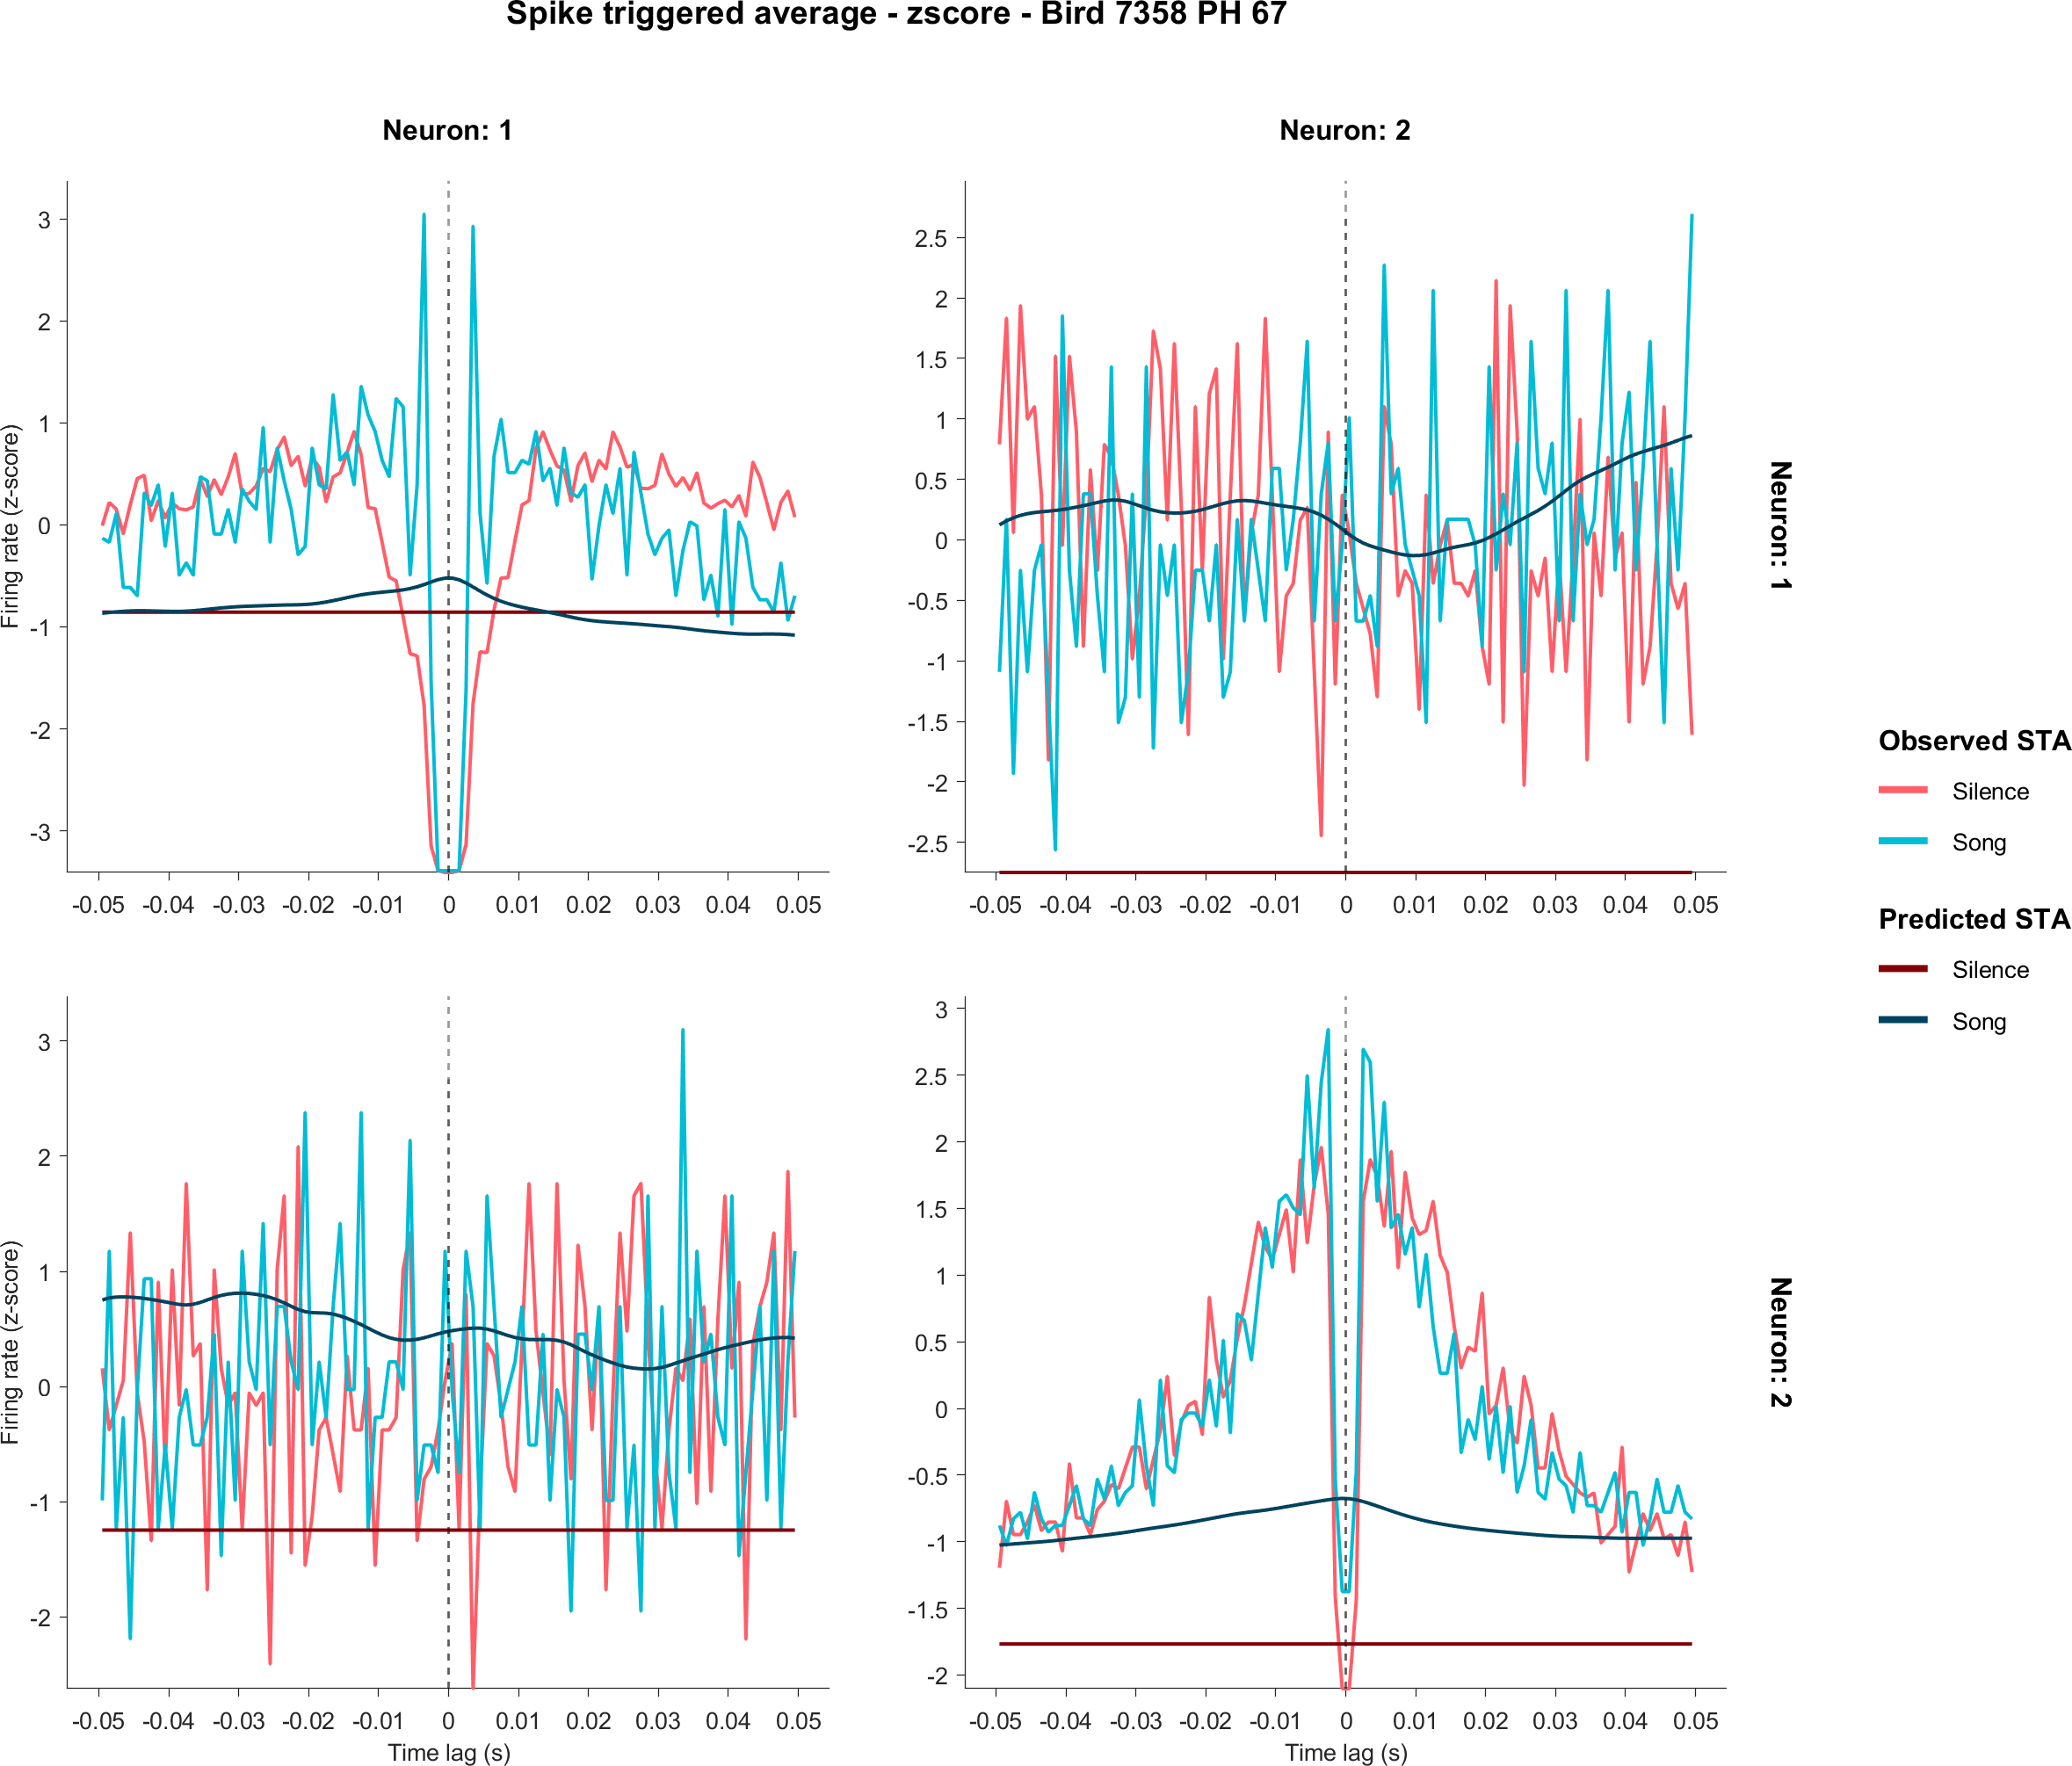 Spike triggered average - zscore - Bird 7358 PH 67
Neuron: 1
Neuron: 2
Firing rate (z-score)
3
2
1
0
-1
-2
-3
-0.05 -0.04 -0.03 -0.02 -0.01 0 0.01 0.02 0.03 0.04 0.05
2.5
2
1.5
1
0.5
0
-0.5
-1
-1.5
-2
-2.5
-0.05 -0.04 -0.03 -0.02 -0.01 0 0.01 0.02 0.03 0.04 0.05
Neuron: 1
Observed STA
Silence
Song
Predicted STA
Silence
Song
Firing rate (z-score)
3
2
1
0
-1
-2
-0.05 -0.04 -0.03 -0.02 -0.01 0 0.01 0.02 0.03 0.04 0.05
Time lag (s)
3
2.5
2
1.5
1
0.5
0
-0.5
-1
-1.5
-2
-0.05 -0.04 -0.03 -0.02 -0.01 0 0.01 0.02 0.03 0.04 0.05
Time lag (s)
Neuron: 2